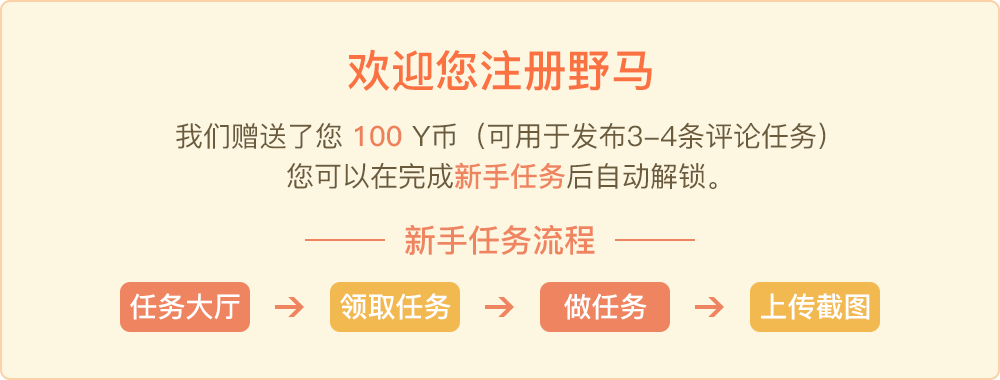 欢迎您注册野马
我们赠送了您 100 Y币（可用于发布3-4条评论任务）
您可以在完成新手任务后自动解锁。
新手任务流程
任务大厅 → 领取任务 → 做任务 → 上传截图